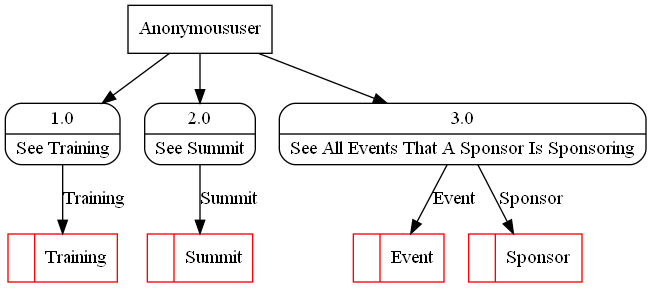 Anonymoususer
1.0
See Training
2.0
See Summit
3.0
See All Events That A Sponsor Is Sponsoring
Training
Summit
Event
Sponsor
Training
Summit
Event
Sponsor